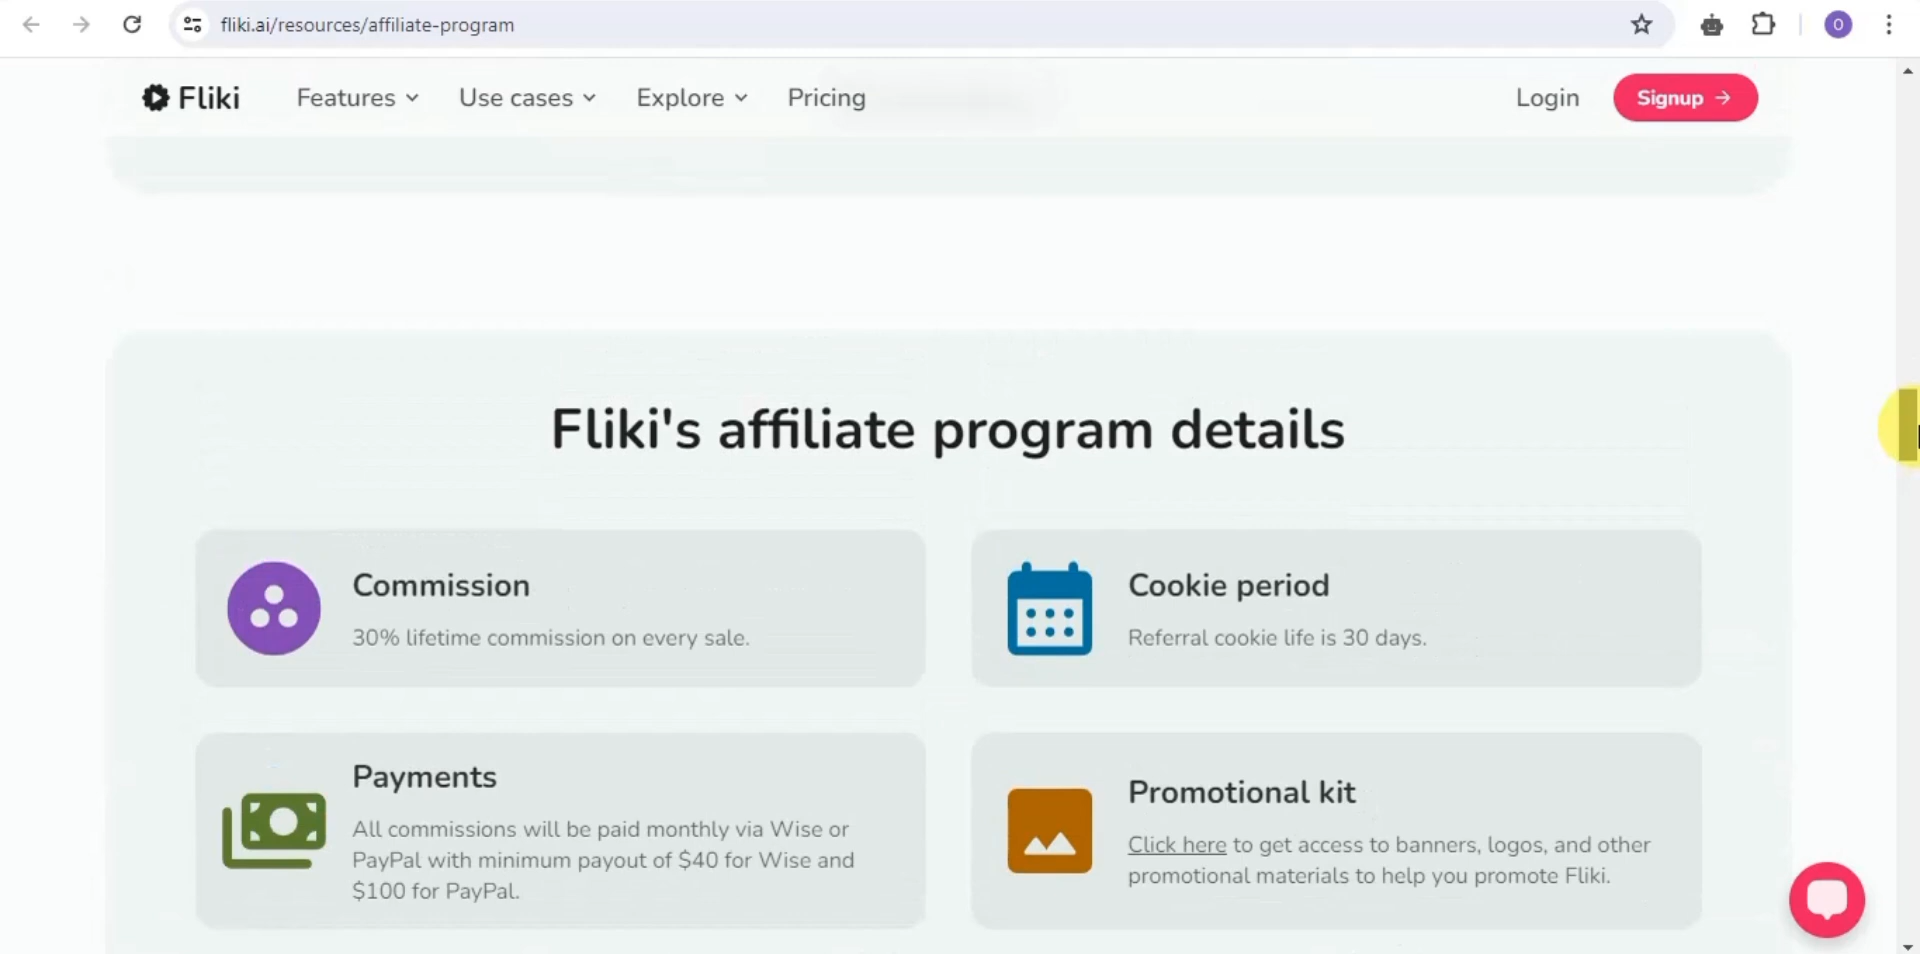 fliki.ai/resources/affiliate-program
O
Fliki
Features
Use cases
Explore
Pricing
Login
Signup →
Fliki's affiliate program details
Commission
30% lifetime commission on every sale.
Cookie period
Referral cookie life is 30 days.
Payments
All commissions will be paid monthly via Wise or
PayPal with minimum payout of $40 for Wise and
$100 for PayPal.
Promotional kit
Click here to get access to banners, logos, and other
promotional materials to help you promote Fliki.